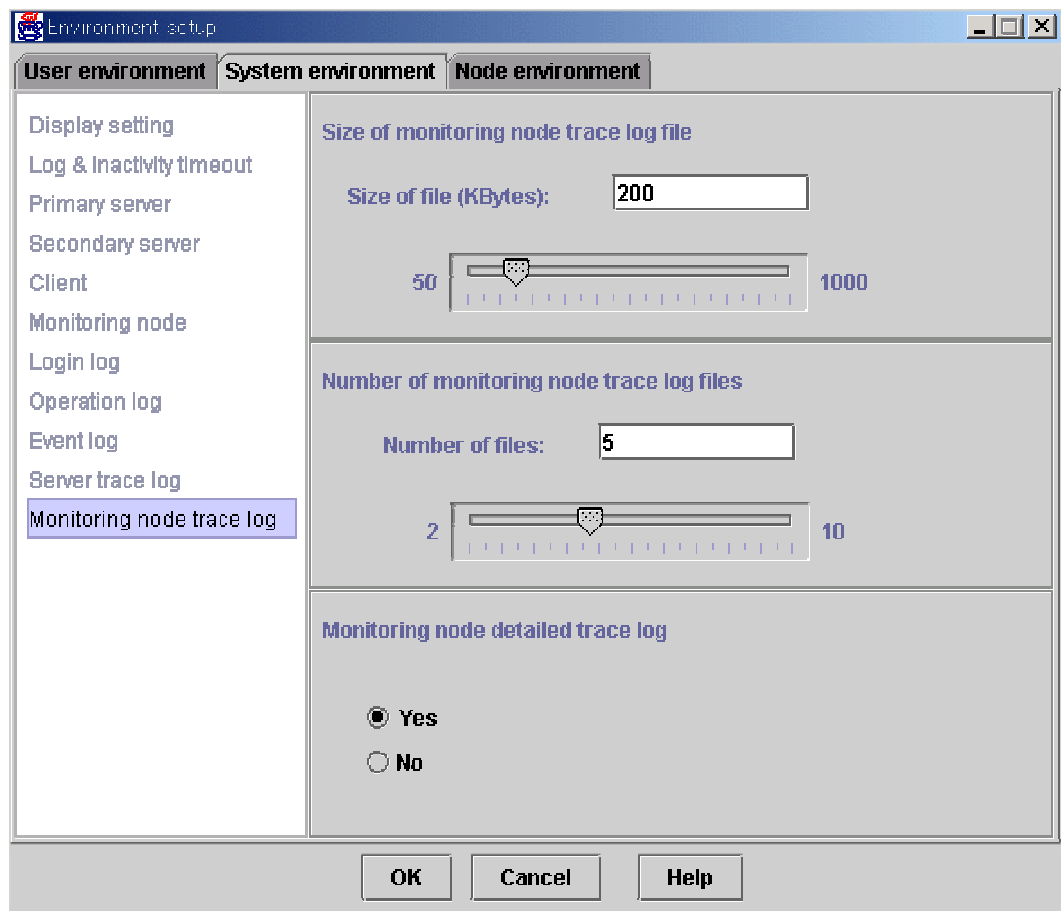 Environment setup
User environment System environment Node environment
Display setting
Log & Inactivity timeout
Primary server
Secondary server
Client
Monitoring node
Login log
Operation log
Event log
Server trace log
Monitoring node trace log
Size of monitoring node trace log file
Size of file (KBytes): 200
50 1000
Number of monitoring node trace log files
Number of files: 5
2 10
Monitoring node detailed trace log
Yes
No
OK Cancel Help